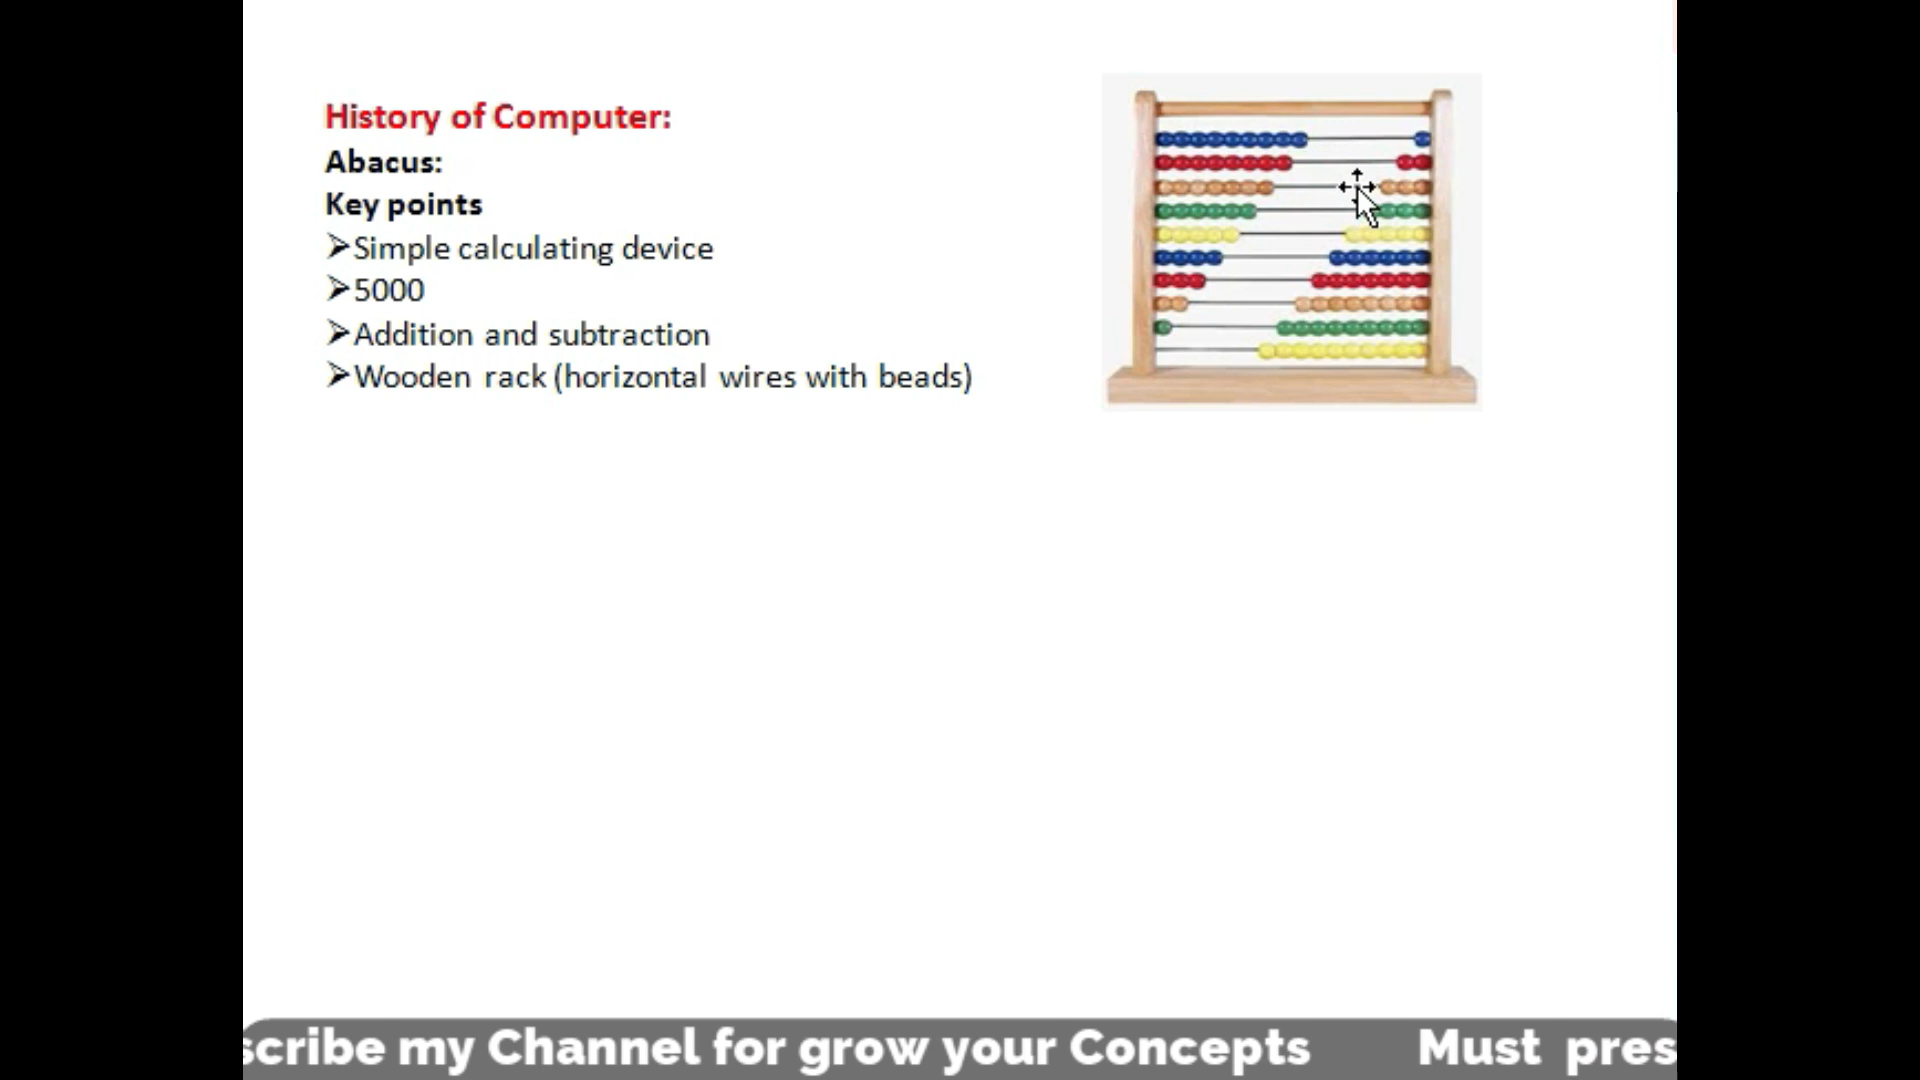 History of Computer:
Abacus:
Key points
➢Simple calculating device
➢5000
➢Addition and subtraction
➢Wooden rack (horizontal wires with beads)
scribe my Channel for grow your Concepts Must pres